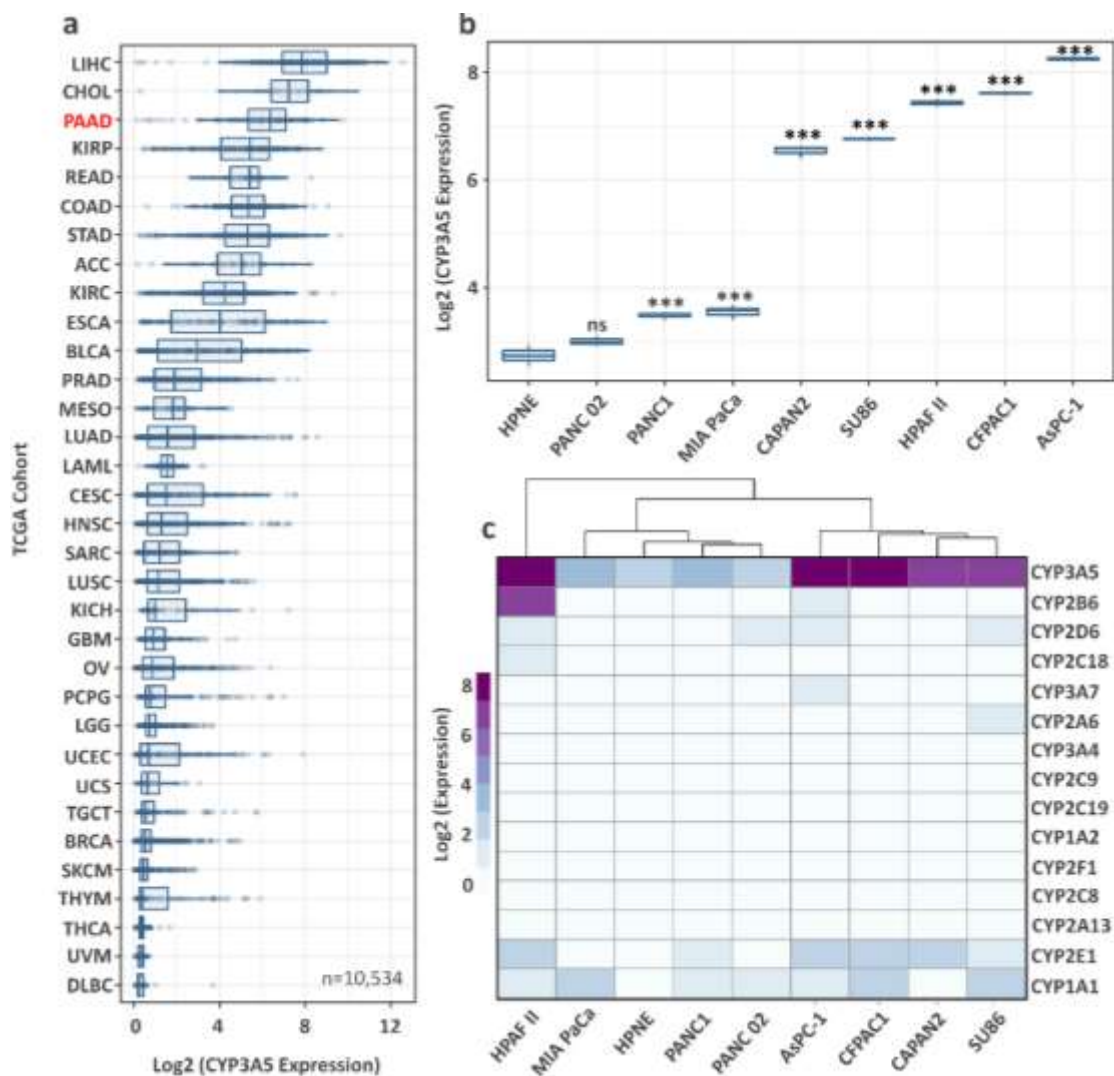 a
TCGA Cohort
LIHC
CHOL
PAAD
KIRP
READ
COAD
STAD
ACC
KIRC
ESCA
BLCA
PRAD
MESO
LUAD
LAML
CESC
HNSC
SARC
LUSC
KICH
GBM
OV
PCPG
LGG
UCEC
UCS
TGCT
BRCA
SKCM
THYM
THCA
UVM
DLBC
n=10,534
0 4 8 12
Log2 (CYP3A5 Expression)
b
Log2 (CYP3A5 Expression)
8
6
4
ns
***
***
***
***
***
***
***
HPNE
PANC 02
PANC1
MIA PaCa
CAPAN2
SU86
HPAF II
CFPAC1
AsPC-1
c
Log2 (Expression)
8
6
4
2
0
CYP3A5
CYP2B6
CYP2D6
CYP2C18
CYP3A7
CYP2A6
CYP3A4
CYP2C9
CYP2C19
CYP1A2
CYP2F1
CYP2C8
CYP2A13
CYP2E1
CYP1A1
HPAF II
MIA PaCa
HPNE
PANC1
PANC 02
AsPC-1
CFPAC1
CAPAN2
SU86